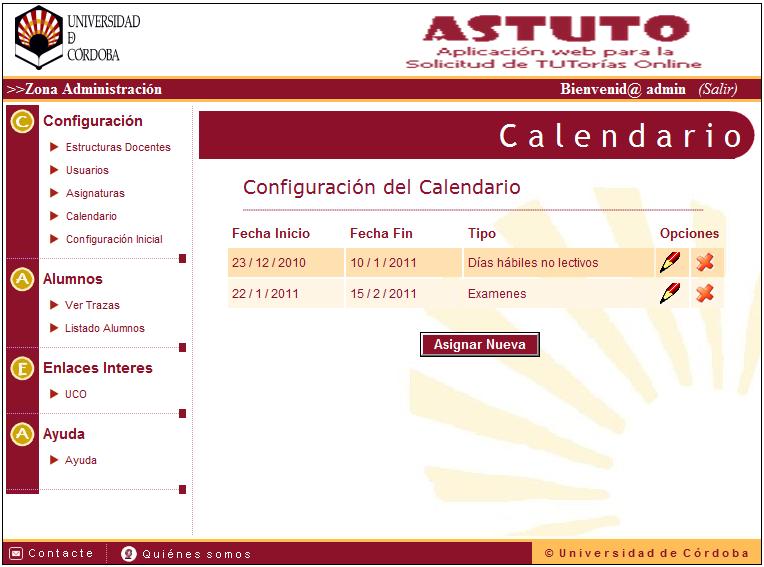 UNIVERSIDAD
Ð
CÓRDOBA
ASTUTO
Aplicación web para la
Solicitud de TUTorías Online
>>Zona Administración
Bienvenid@ admin (Salir)
C Configuración
Estructuras Docentes
Usuarios
Asignaturas
Calendario
Configuración Inicial
A Alumnos
Ver Trazas
Listado Alumnos
E Enlaces Interes
UCO
A Ayuda
Ayuda
Calendario
Configuración del Calendario
Fecha Inicio Fecha Fin Tipo Opciones
23 / 12 / 2010 10 / 1 / 2011 Días hábiles no lectivos
22 / 1 / 2011 15 / 2 / 2011 Examenes
Asignar Nueva
Contacte Quiénes somos
© Universidad de Córdoba